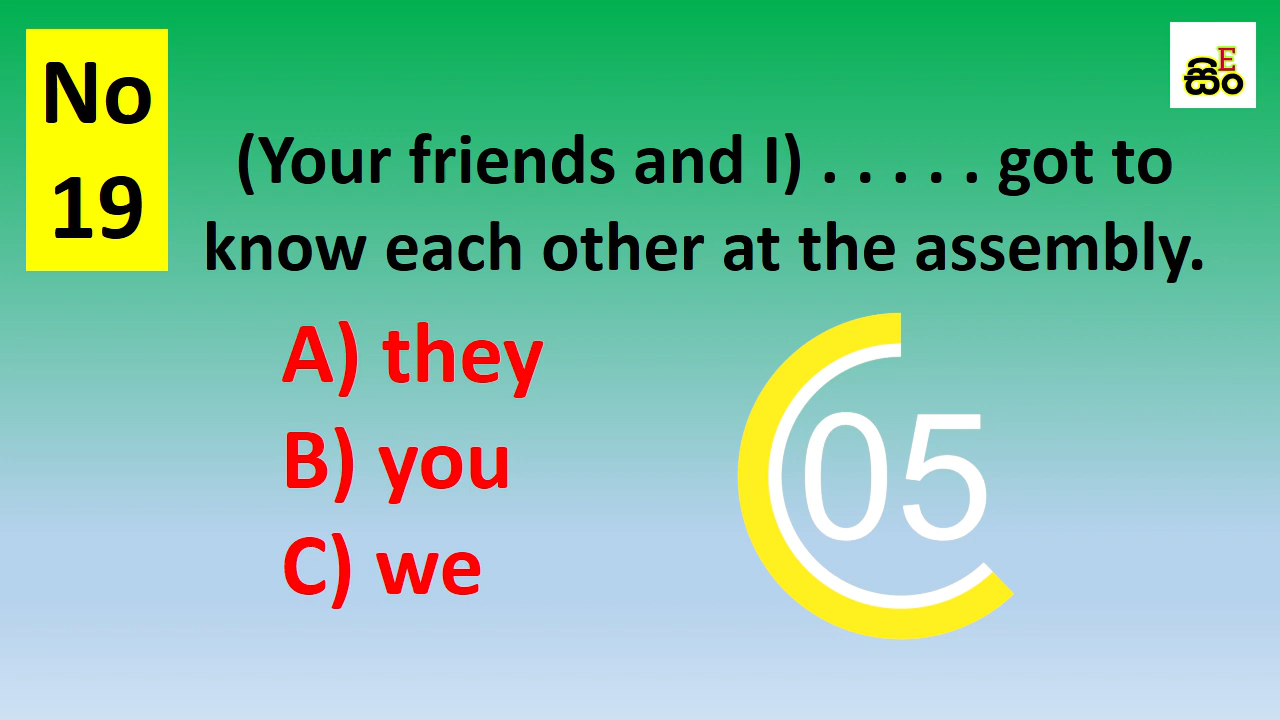 No
19
සිං
E
(Your friends and I) . . . . . got to
know each other at the assembly.
A) they
B) you
C) we
05